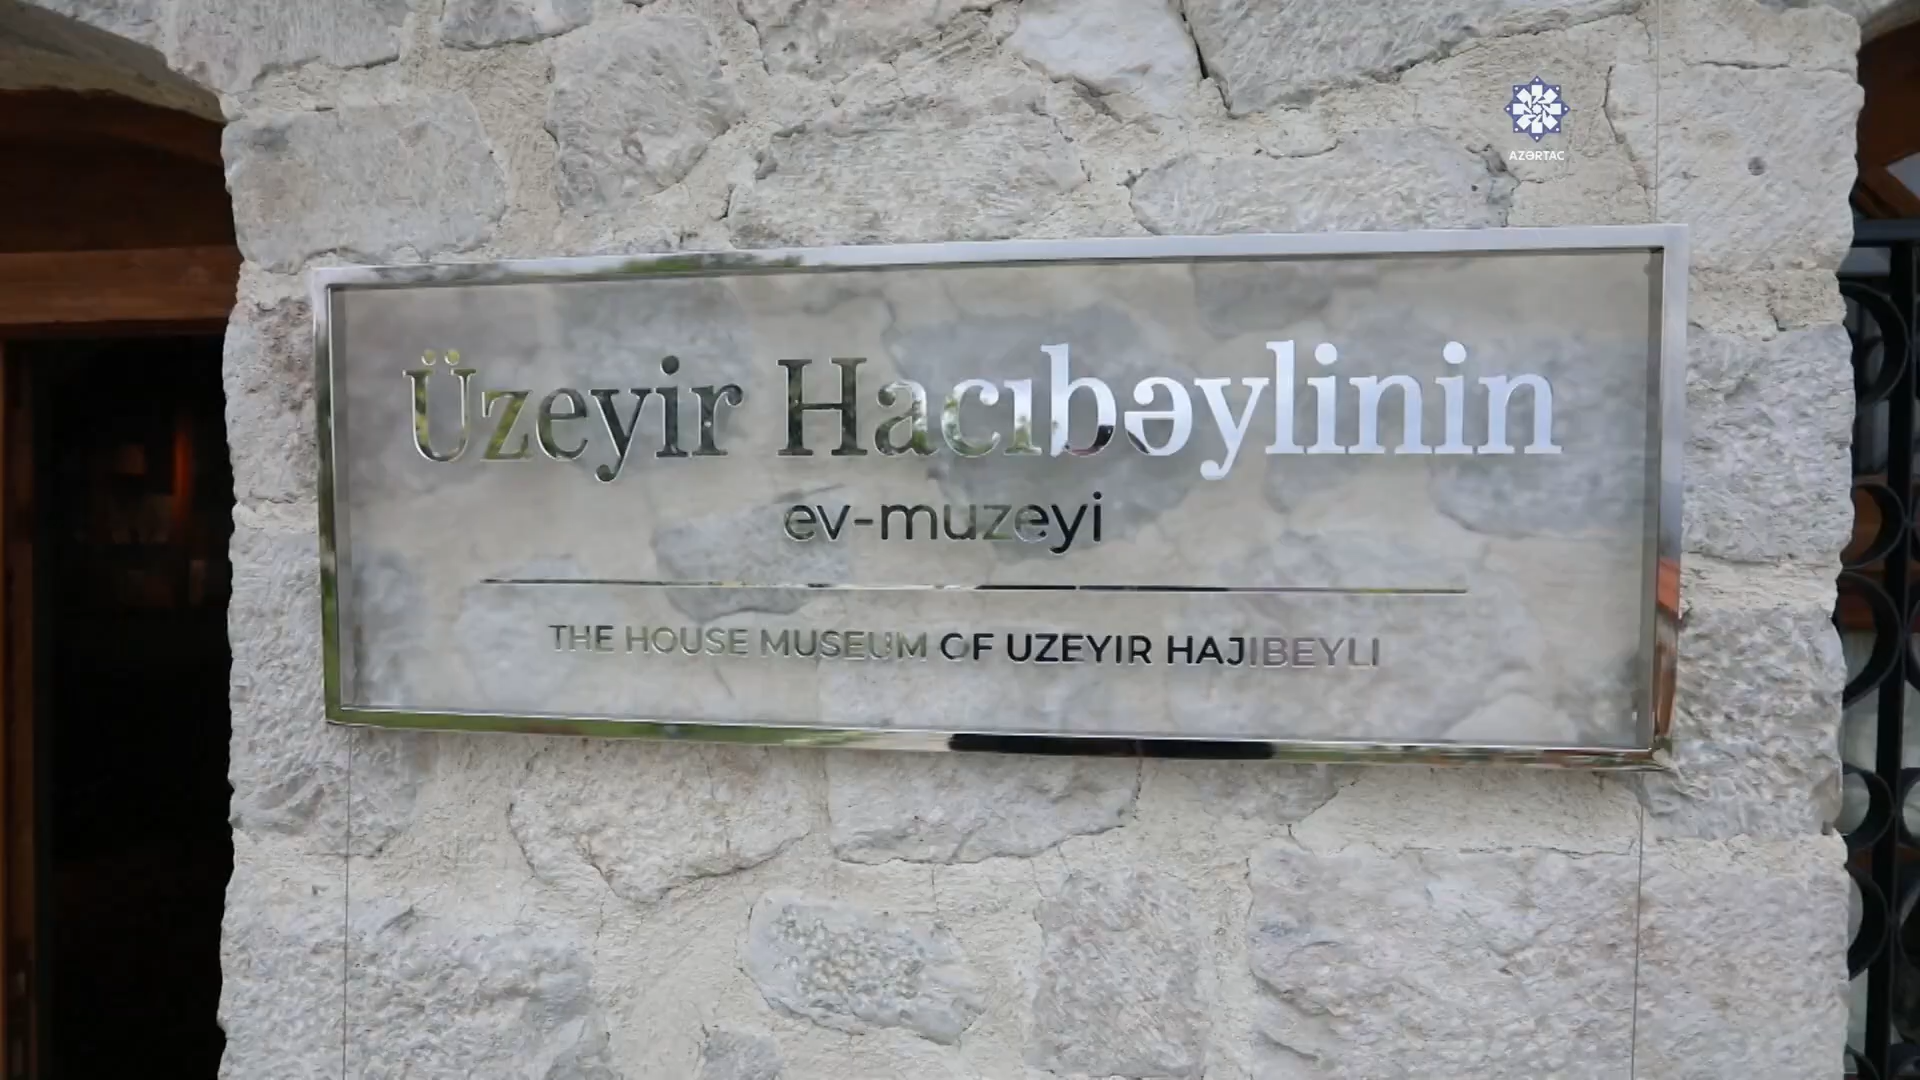 AZƏRTAC
Üzeyir Hacıbəylinin
ev-muzeyi
THE HOUSE MUSEUM OF UZEYIR HAJIBEYLI